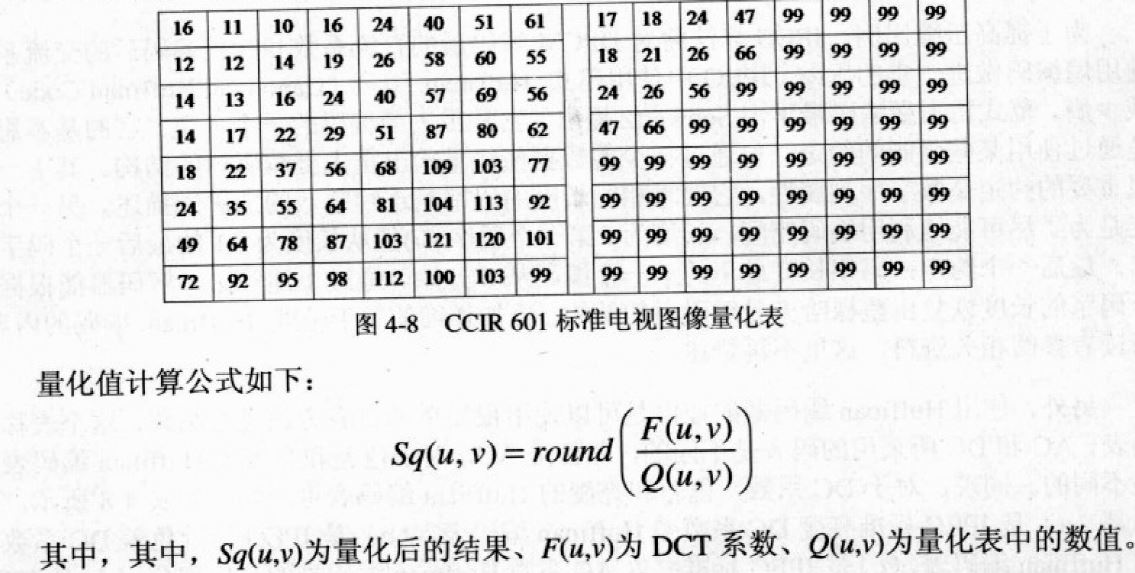 16 11 10 16 24 40 51 61 17 18 24 47 99 99 99 99
12 12 14 19 26 58 60 55 18 21 26 66 99 99 99 99
14 13 16 24 40 57 69 56 24 26 56 99 99 99 99 99
14 17 22 29 51 87 80 62 47 66 99 99 99 99 99 99
18 22 37 56 68 109 103 77 99 99 99 99 99 99 99 99
24 35 55 64 81 104 113 92 99 99 99 99 99 99 99 99
49 64 78 87 103 121 120 101 99 99 99 99 99 99 99 99
72 92 95 98 112 100 103 99 99 99 99 99 99 99 99 99
图 4-8 CCIR 601 标准电视图像量化表
量化值计算公式如下：
Sq(u, v) = round (F(u,v) / Q(u,v))
其中，其中，Sq(u,v)为量化后的结果、F(u,v)为 DCT 系数、Q(u,v)为量化表中的数值。